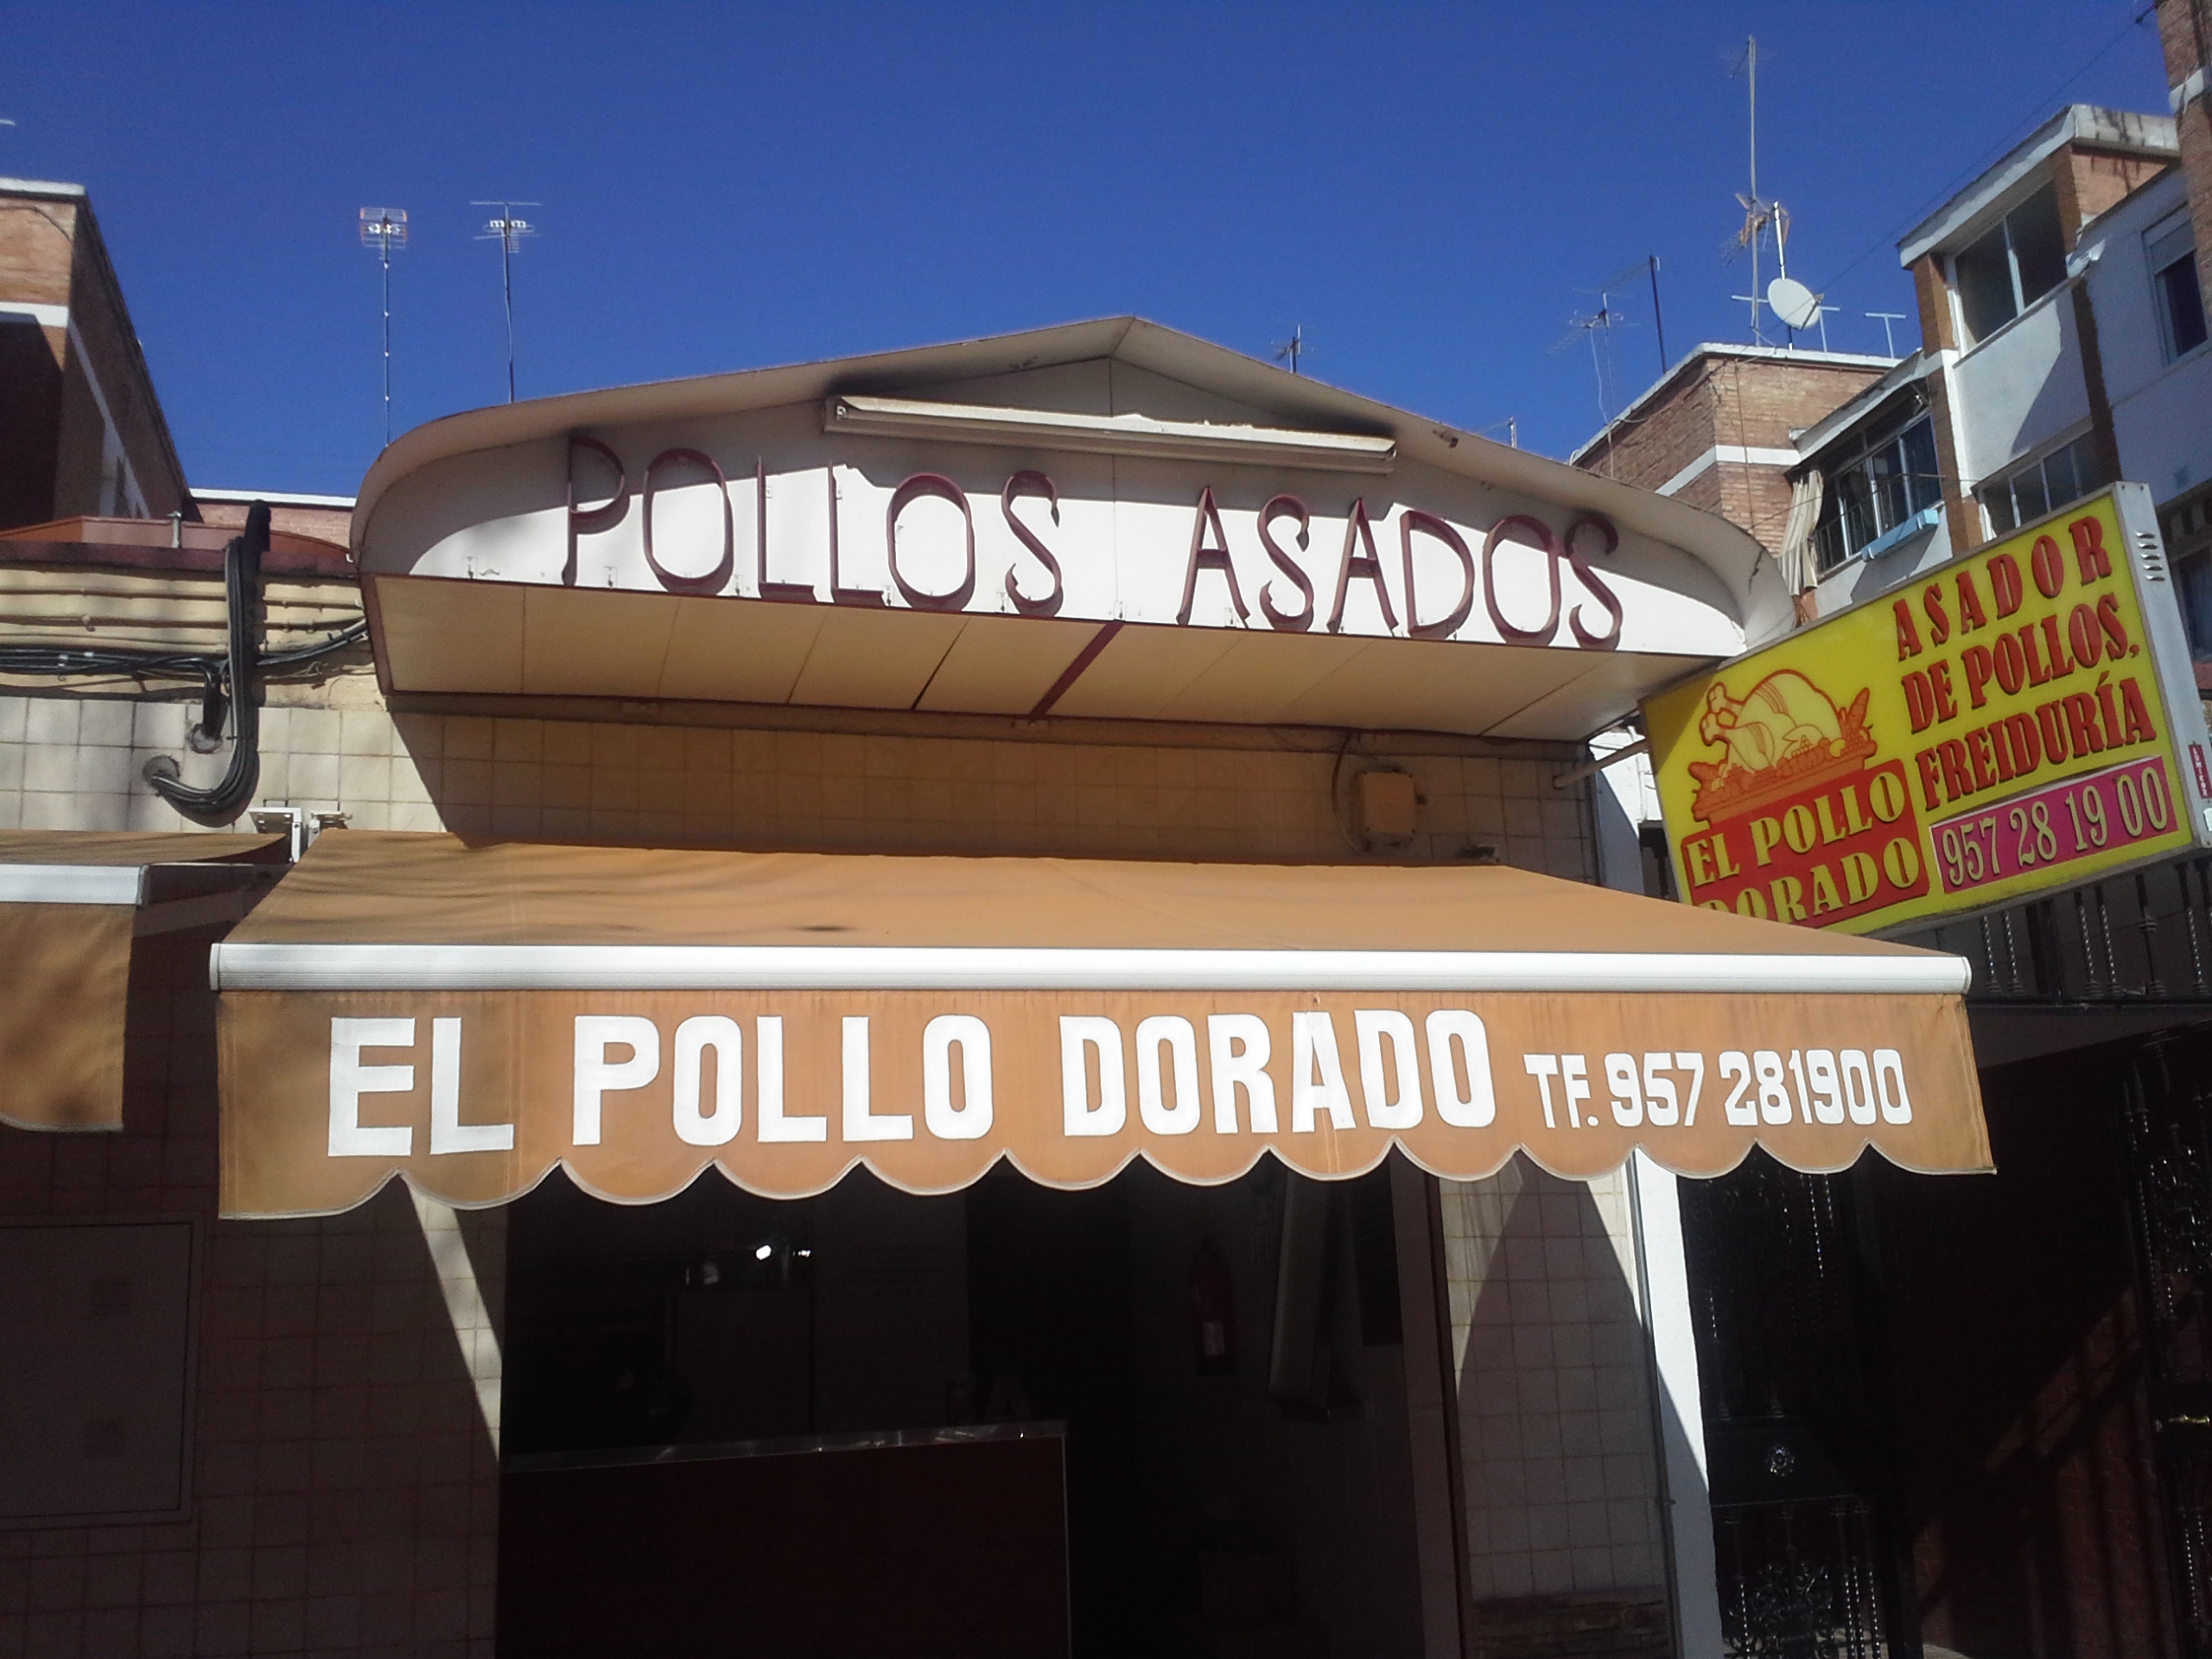 POLLOS ASADOS
ASADOR
DE POLLOS,
FREIDURÍA
EL POLLO
DORADO
957 28 19 00
EL POLLO DORADO TF. 957 281900